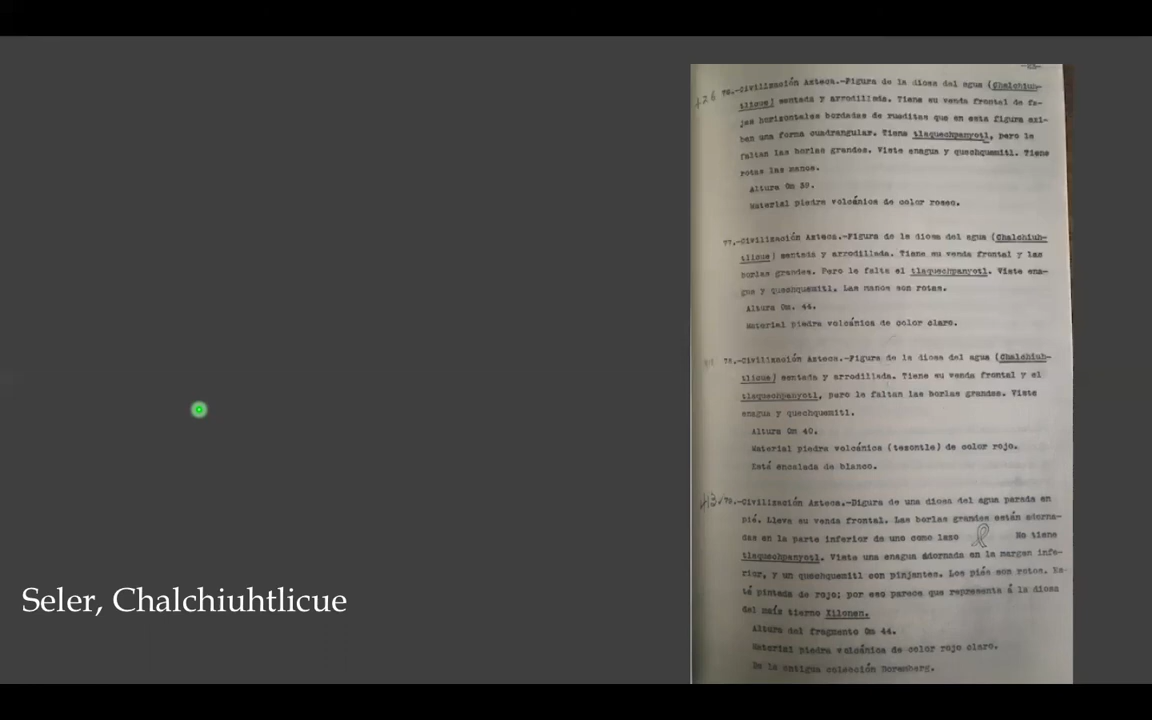 Seler, Chalchiuhtlicue
76.-Civilización Azteca.-Figura de la diosa del agua (Chalchiuh-
tlicue) sentada y arrodillada. Tiene su venda frontal de fa-
jas horizontales bordadas de rueditas que en esta figura exi-
ben una forma cuadrangular. Tiene tlaquechpanyotl, pero le
faltan las borlas grandes. Viste enagua y quechquemitl. Tiene
rotas las manos.
Altura 0m 39.
Material piedra volcánica de color roseo.
77.-Civilización Azteca.-Figura de la diosa del agua (Chalchiuh-
tlicue) sentada y arrodillada. Tiene su venda frontal y las
borlas grandes. Pero le falta el tlaquechpanyotl. Viste ena-
gua y quechquemitl. Las manos son rotas.
Altura 0m. 44.
Material piedra volcánica de color claro.
78.-Civilización Azteca.-Figura de la diosa del agua (Chalchiuh-
tlicue) sentada y arrodillada. Tiene su venda frontal y el
tlaquechpanyotl, pero le faltan las borlas grandes. Viste
enagua y quechquemitl.
Altura 0m 40.
Material piedra volcánica (tezontle) de color rojo.
Está encalada de blanco.
79.-Civilización Azteca.-Digura de una diosa del agua parada en
pié. Lleva su venda frontal. Las borlas grandes están adorna-
das en la parte inferior de uno como laso No tiene
tlaquechpanyotl. Viste una enagua adornada en la margen infe-
rior, y un quechquemitl con pinjantes. Los piés son rotos. Es-
tá pintada de rojo; por eso parece que representa á la diosa
del maís tierno Xilonen.
Altura del fragmento 0m 44.
Material piedra volcánica de color rojo claro.
De la antigua colección Dorenberg.